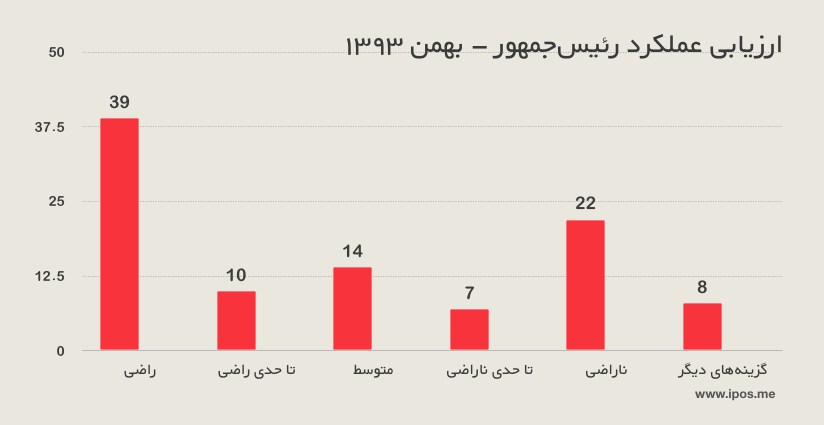 ارزیابی عملکرد رئیس‌جمهور – بهمن ۱۳۹۳
50
37.5
25
12.5
0
39
10
14
7
22
8
راضی
تا حدی راضی
متوسط
تا حدی ناراضی
ناراضی
گزینه‌های دیگر
www.ipos.me